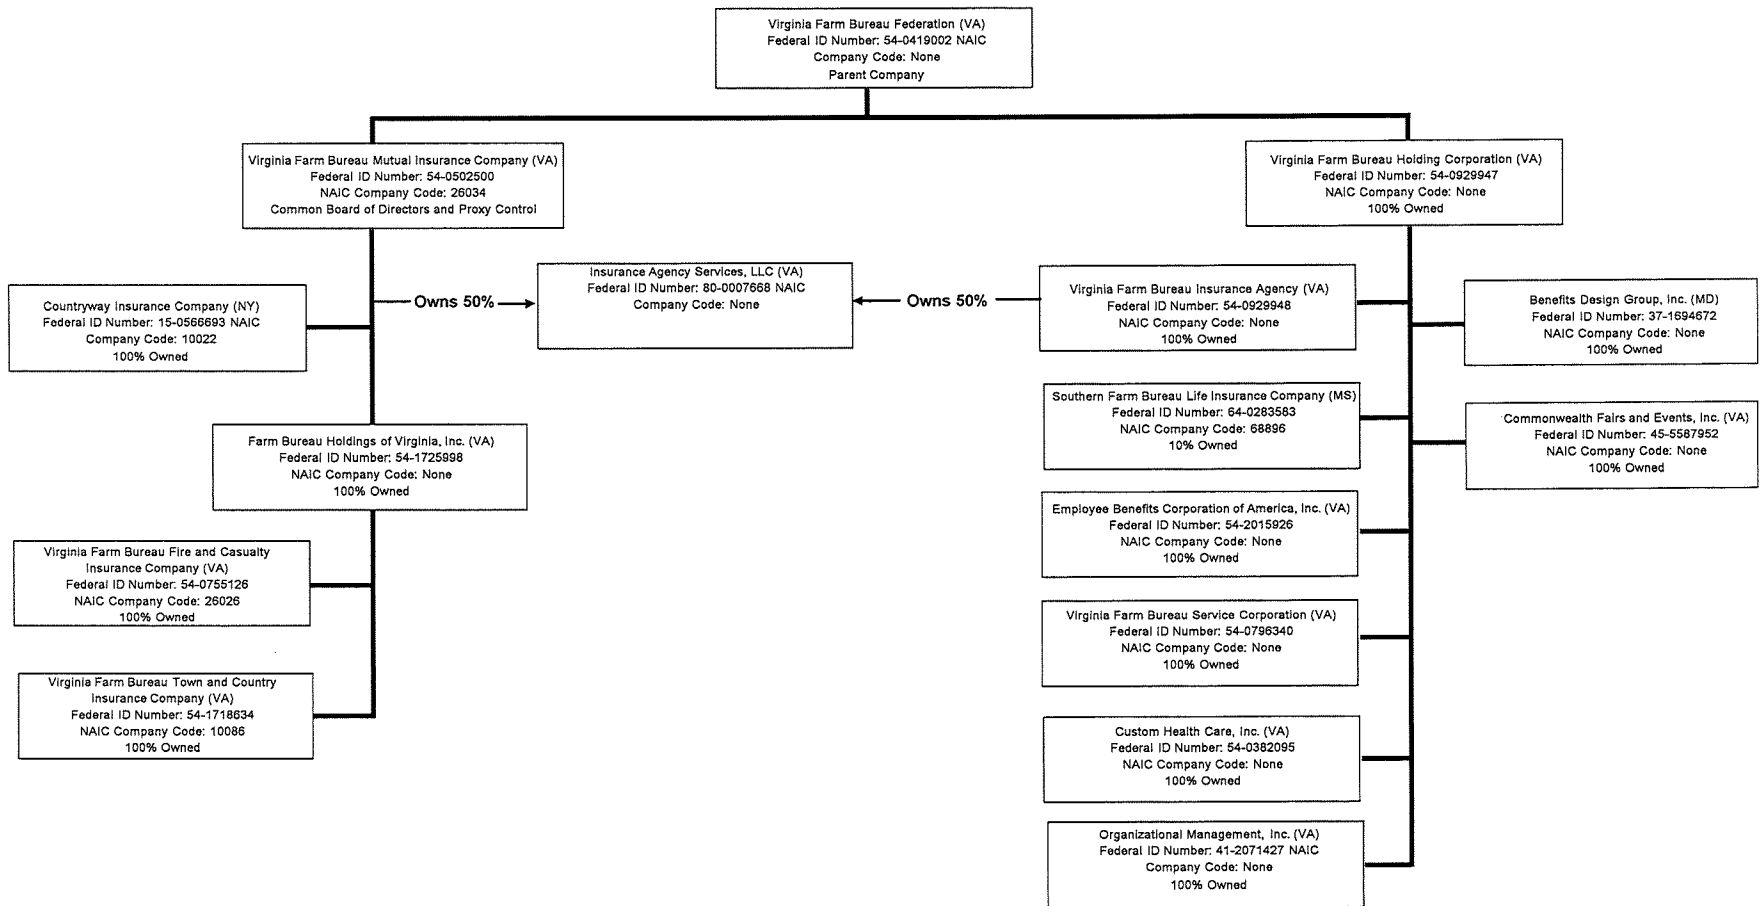 Virginia Farm Bureau Federation (VA)
Federal ID Number: 54-0419002 NAIC
Company Code: None
Parent Company
Virginia Farm Bureau Mutual Insurance Company (VA)
Federal ID Number: 54-0502500
NAIC Company Code: 26034
Common Board of Directors and Proxy Control
Virginia Farm Bureau Holding Corporation (VA)
Federal ID Number: 54-0929947
NAIC Company Code: None
100% Owned
Countryway Insurance Company (NY)
Federal ID Number: 15-0566693 NAIC
Company Code: 10022
100% Owned
Owns 50%
Insurance Agency Services, LLC (VA)
Federal ID Number: 80-0007668 NAIC
Company Code: None
Owns 50%
Virginia Farm Bureau Insurance Agency (VA)
Federal ID Number: 54-0929948
NAIC Company Code: None
100% Owned
Benefits Design Group, Inc. (MD)
Federal ID Number: 37-1694672
NAIC Company Code: None
100% Owned
Southern Farm Bureau Life Insurance Company (MS)
Federal ID Number: 64-0283583
NAIC Company Code: 68896
10% Owned
Commonwealth Fairs and Events, Inc. (VA)
Federal ID Number: 45-5587952
NAIC Company Code: None
100% Owned
Farm Bureau Holdings of Virginia, Inc. (VA)
Federal ID Number: 54-1725998
NAIC Company Code: None
100% Owned
Employee Benefits Corporation of America, Inc. (VA)
Federal ID Number: 54-2015926
NAIC Company Code: None
100% Owned
Virginia Farm Bureau Fire and Casualty
Insurance Company (VA)
Federal ID Number: 54-0755126
NAIC Company Code: 26026
100% Owned
Virginia Farm Bureau Service Corporation (VA)
Federal ID Number: 54-0796340
NAIC Company Code: None
100% Owned
Virginia Farm Bureau Town and Country
Insurance Company (VA)
Federal ID Number: 54-1718634
NAIC Company Code: 10086
100% Owned
Custom Health Care, Inc. (VA)
Federal ID Number: 54-0382095
NAIC Company Code: None
100% Owned
Organizational Management, Inc. (VA)
Federal ID Number: 41-2071427 NAIC
Company Code: None
100% Owned